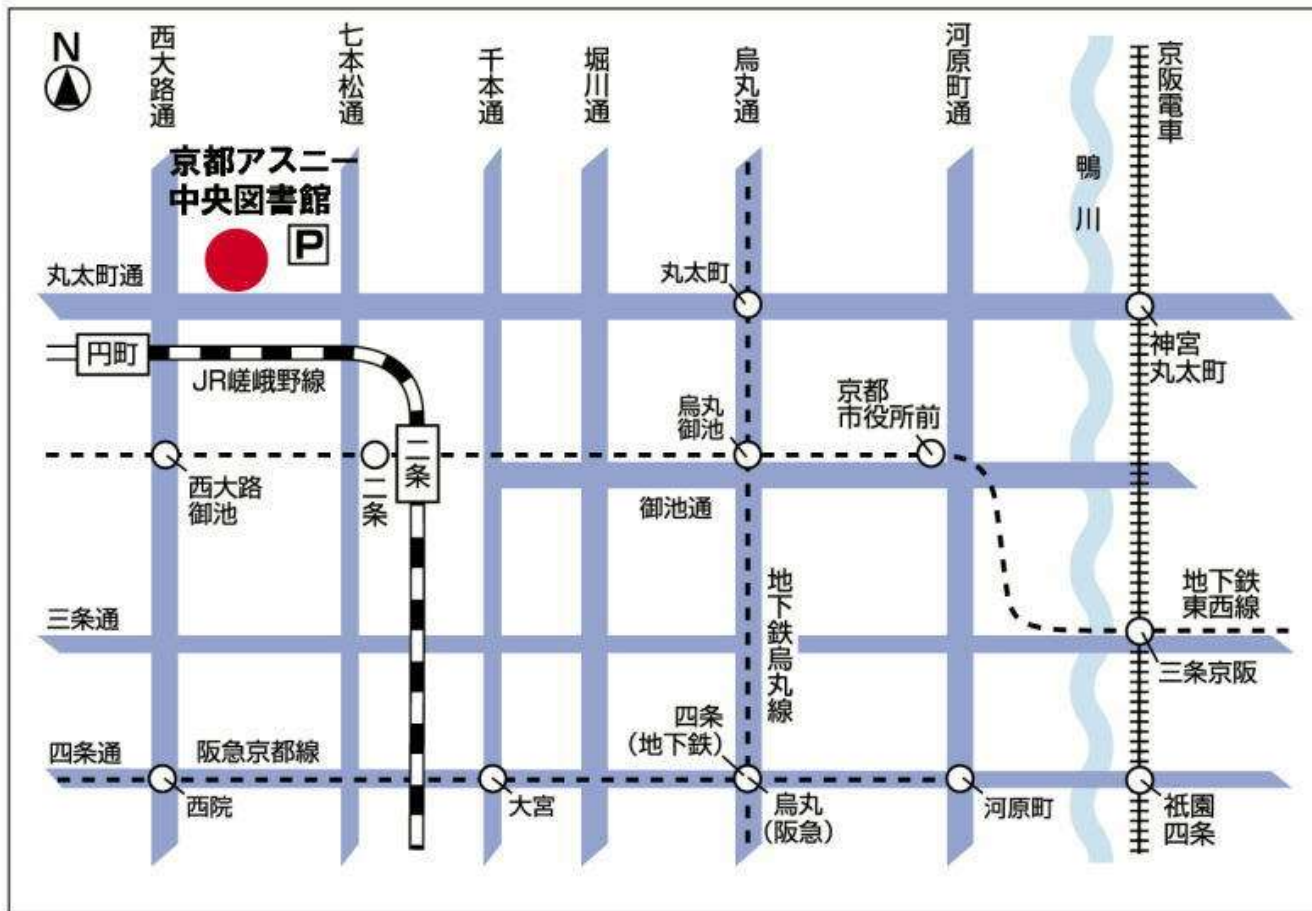 N
西大路通
七本松通
千本通
堀川通
烏丸通
河原町通
京阪電車
京都アスニー
中央図書館
P
鴨川
丸太町通
丸太町
神宮
丸太町
円町
JR嵯峨野線
烏丸
御池
京都
市役所前
二条
西大路
御池
二条
御池通
三条通
地下鉄烏丸線
地下鉄
東西線
三条京阪
四条通
阪急京都線
四条
(地下鉄)
西院
大宮
烏丸
(阪急)
河原町
祇園
四条